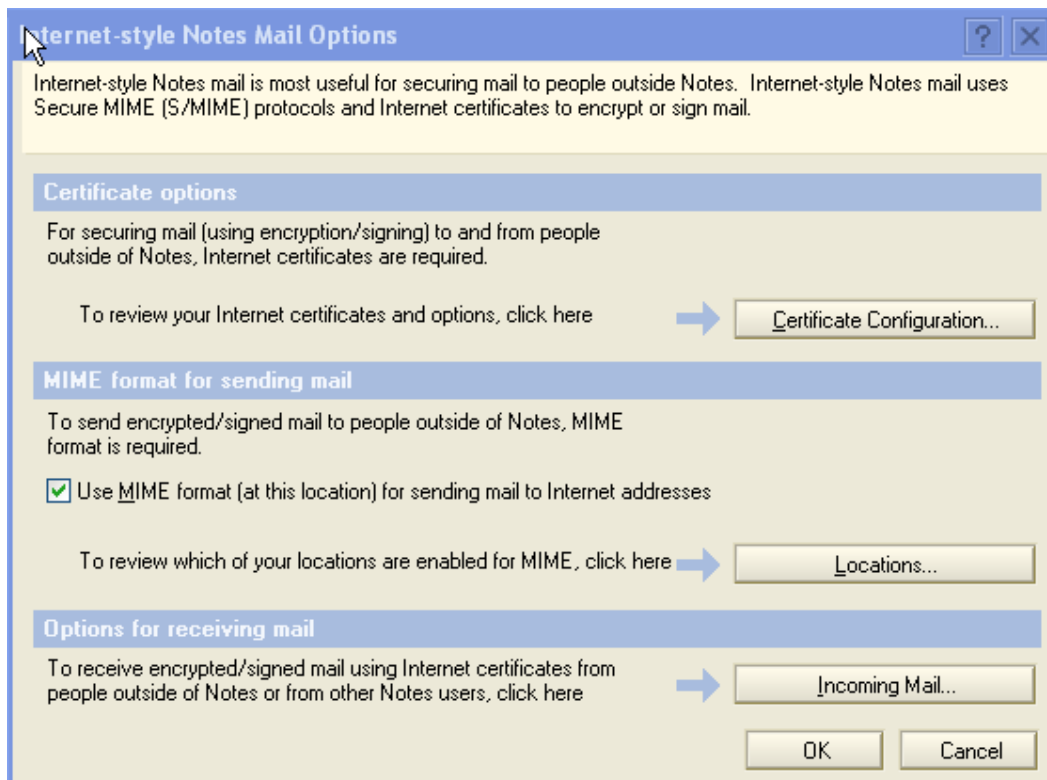 Internet-style Notes Mail Options
Internet-style Notes mail is most useful for securing mail to people outside Notes.  Internet-style Notes mail uses
Secure MIME (S/MIME) protocols and Internet certificates to encrypt or sign mail.
Certificate options
For securing mail (using encryption/signing) to and from people
outside of Notes, Internet certificates are required.
To review your Internet certificates and options, click here
Certificate Configuration...
MIME format for sending mail
To send encrypted/signed mail to people outside of Notes, MIME
format is required.
Use MIME format (at this location) for sending mail to Internet addresses
To review which of your locations are enabled for MIME, click here
Locations...
Options for receiving mail
To receive encrypted/signed mail using Internet certificates from
people outside of Notes or from other Notes users, click here
Incoming Mail...
OK
Cancel